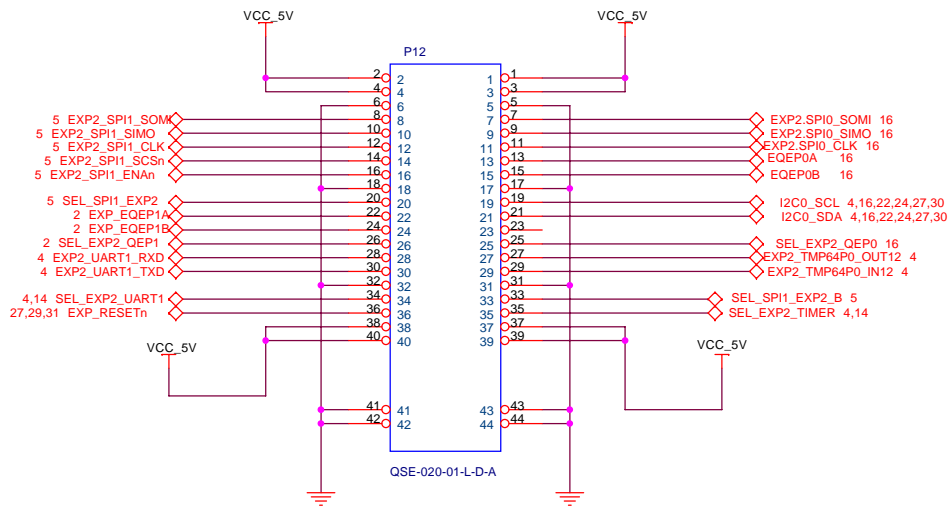 VCC_5V VCC_5V
P12
2 2 1 1
4 4 3 3
6 6 5 5
5 EXP2_SPI1_SOMI 8 8 7 7 EXP2.SPI0_SOMI 16
5 EXP2_SPI1_SIMO 10 10 9 9 EXP2.SPI0_SIMO 16
5 EXP2_SPI1_CLK 12 12 11 11 EXP2.SPI0_CLK 16
5 EXP2_SPI1_SCSn 14 14 13 13 EQEP0A 16
5 EXP2_SPI1_ENAn 16 16 15 15 EQEP0B 16
18 18 17 17
5 SEL_SPI1_EXP2 20 20 19 19 I2C0_SCL 4,16,22,24,27,30
2 EXP_EQEP1A 22 22 21 21 I2C0_SDA 4,16,22,24,27,30
2 EXP_EQEP1B 24 24 23 23
2 SEL_EXP2_QEP1 26 26 25 25 SEL_EXP2_QEP0 16
4 EXP2_UART1_RXD 28 28 27 27 EXP2_TMP64P0_OUT12 4
4 EXP2_UART1_TXD 30 30 29 29 EXP2_TMP64P0_IN12 4
32 32 31 31
4,14 SEL_EXP2_UART1 34 34 33 33 SEL_SPI1_EXP2_B 5
27,29,31 EXP_RESETn 36 36 35 35 SEL_EXP2_TIMER 4,14
38 38 37 37
40 40 39 39
VCC_5V VCC_5V
41 41 43 43
42 42 44 44
QSE-020-01-L-D-A